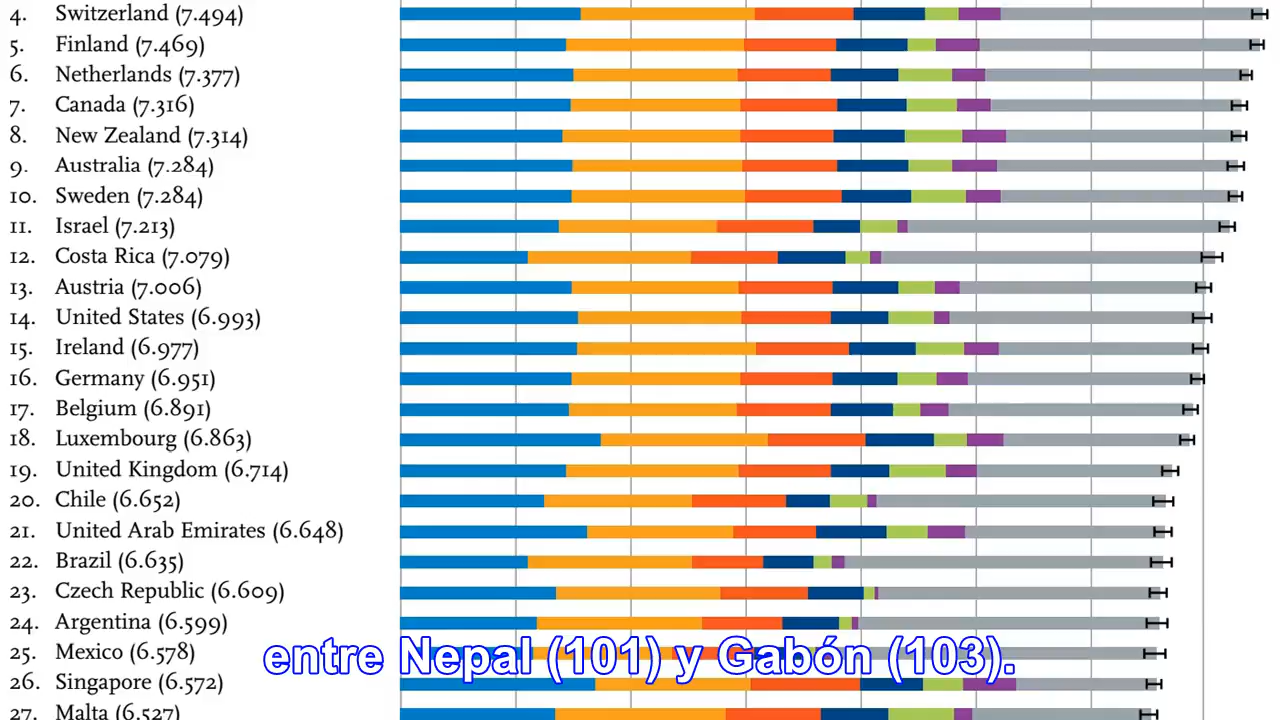 4. Switzerland (7.494)
5. Finland (7.469)
6. Netherlands (7.377)
7. Canada (7.316)
8. New Zealand (7.314)
9. Australia (7.284)
10. Sweden (7.284)
11. Israel (7.213)
12. Costa Rica (7.079)
13. Austria (7.006)
14. United States (6.993)
15. Ireland (6.977)
16. Germany (6.951)
17. Belgium (6.891)
18. Luxembourg (6.863)
19. United Kingdom (6.714)
20. Chile (6.652)
21. United Arab Emirates (6.648)
22. Brazil (6.635)
23. Czech Republic (6.609)
24. Argentina (6.599)
25. Mexico (6.578)
entre Nepal (101) y Gabón (103).
26. Singapore (6.572)
27. Malta (6.527)